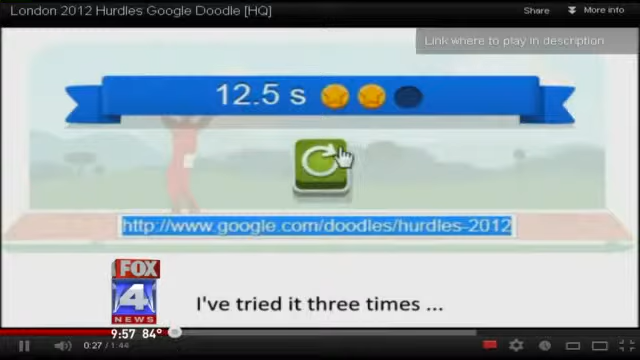 London 2012 Hurdles Google Doodle [HQ]
Share
More info
Link where to play in description
12.5 s
http://www.google.com/doodles/hurdles-2012
FOX
4
NEWS
I've tried it three times ...
9:57 84°
0:27 / 1:44